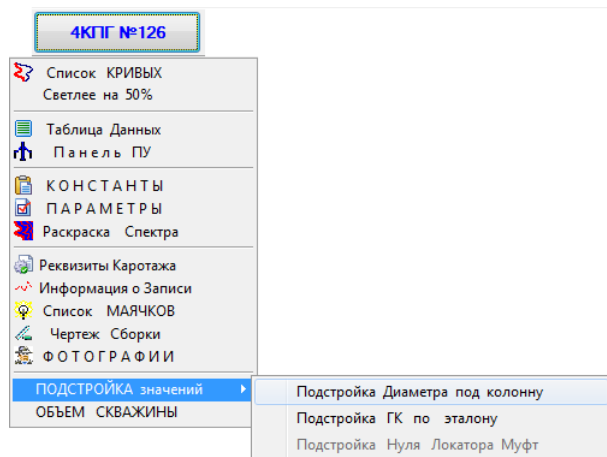 4КПГ №126
Список КРИВЫХ
Светлее на 50%
Таблица Данных
Панель ПУ
КОНСТАНТЫ
ПАРАМЕТРЫ
Раскраска Спектра
Реквизиты Каротажа
Информация о Записи
Список МАЯЧКОВ
Чертеж Сборки
ФОТОГРАФИИ
ПОДСТРОЙКА значений
ОБЪЕМ СКВАЖИНЫ
Подстройка Диаметра под колонну
Подстройка ГК по эталону
Подстройка Нуля Локатора Муфт